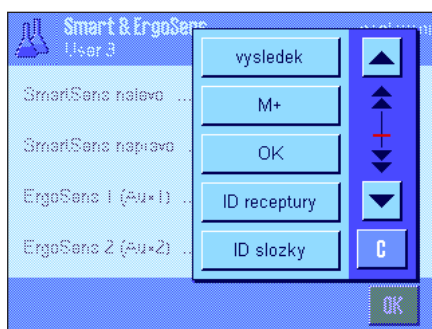 Smart & ErgoSens
User 3
vysledek
SmartSens nalevo ...
M+
SmartSens napravo ...
OK
ErgoSens 1 (Aux1) ...
ID receptury
ErgoSens 2 (Aux2) ...
ID slozky
C
OK